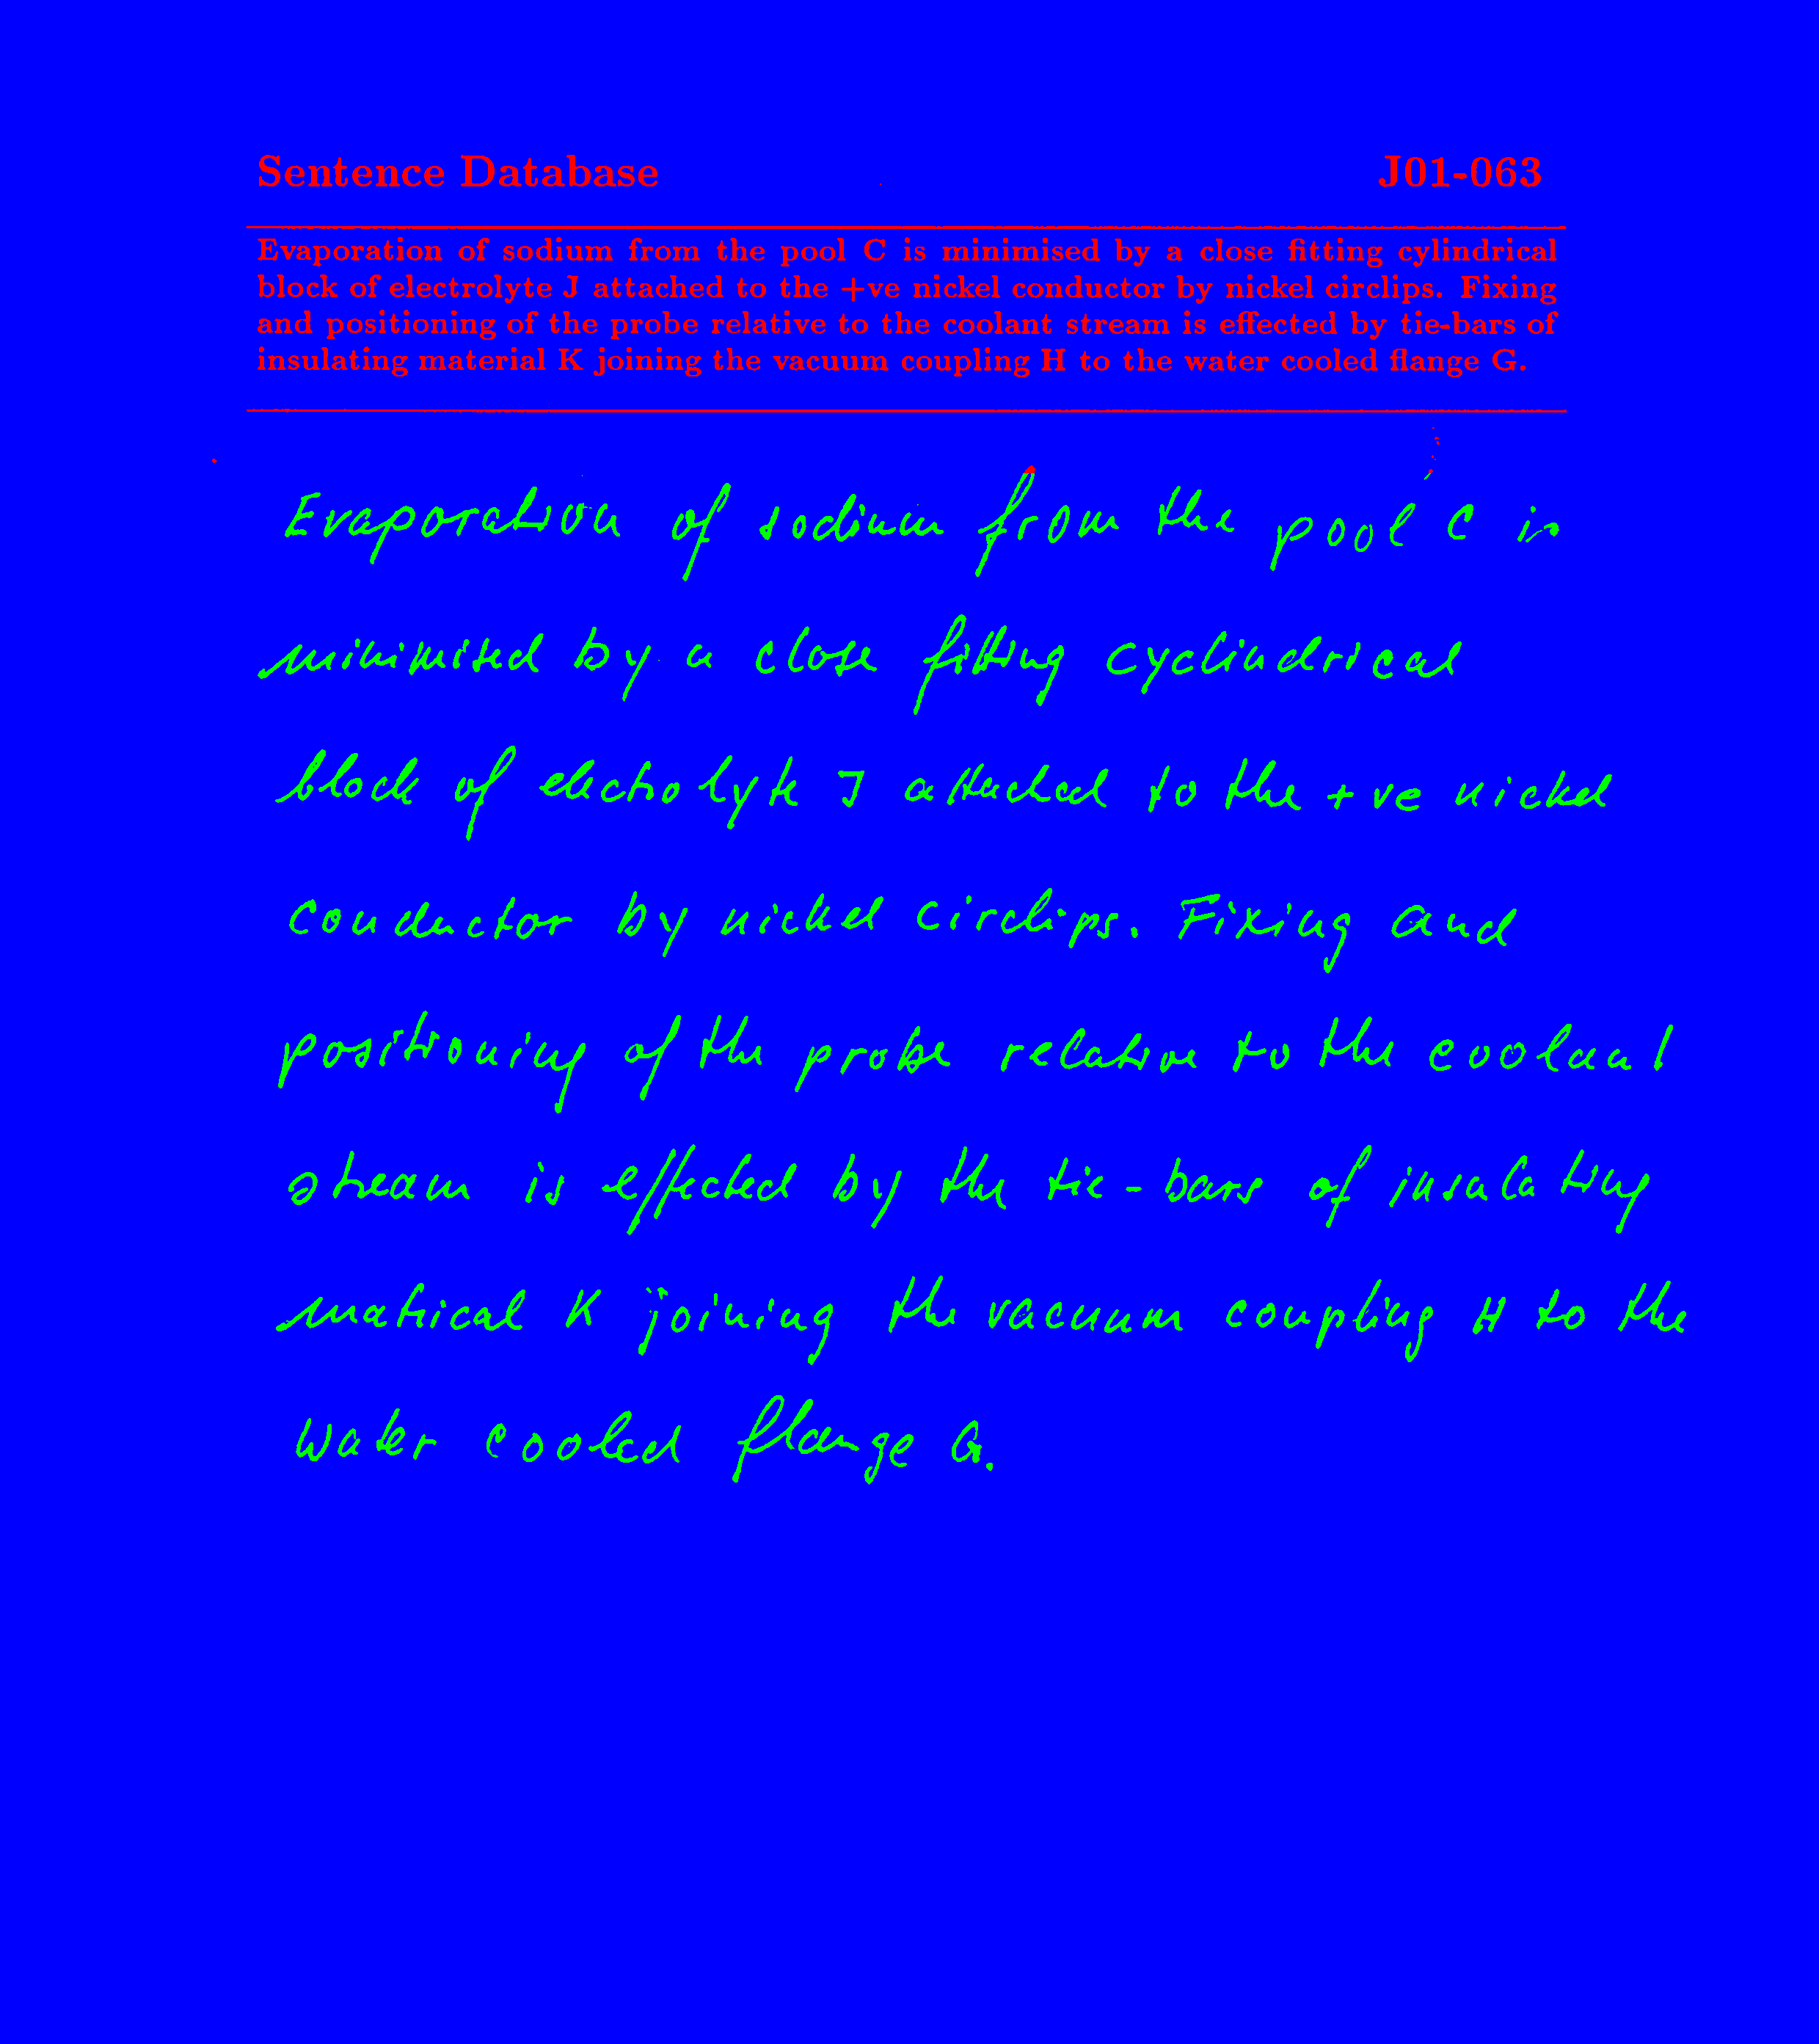 Sentence Database J01-063
Evaporation of sodium from the pool C is minimised by a close fitting cylindrical
block of electrolyte J attached to the +ve nickel conductor by nickel circlips. Fixing
and positioning of the probe relative to the coolant stream is effected by tie-bars of
insulating material K joining the vacuum coupling H to the water cooled flange G.
Evaporation of sodium from the pool C is
minimised by a close fitting cyclindrical
block of electrolyte J attached to the +ve nickel
conductor by nickel circlips. Fixing and
positioning of the probe relative to the coolant
stream is effected by the tie-bars of insulating
matrical K joining the vacuum coupling H to the
water cooled flange G.